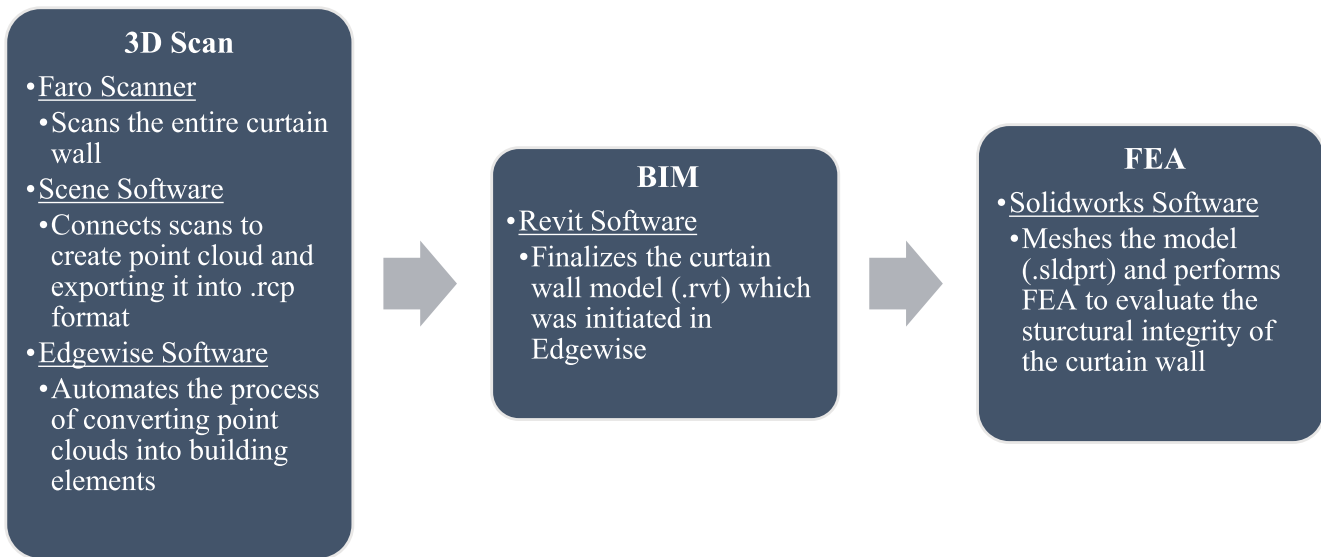 3D Scan
•Faro Scanner
•Scans the entire curtain
wall
•Scene Software
•Connects scans to
create point cloud and
exporting it into .rcp
format
•Edgewise Software
•Automates the process
of converting point
clouds into building
elements
BIM
•Revit Software
•Finalizes the curtain
wall model (.rvt) which
was initiated in
Edgewise
FEA
•Solidworks Software
•Meshes the model
(.sldprt) and performs
FEA to evaluate the
sturctural integrity of
the curtain wall